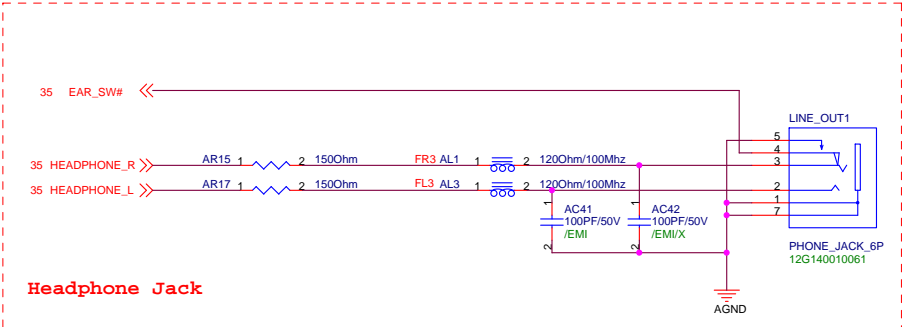 LINE_OUT1
35 EAR_SW#
5
4
3
2
1
7
35 HEADPHONE_R AR15 1 2 150Ohm FR3 AL1 1 2 120Ohm/100Mhz
35 HEADPHONE_L AR17 1 2 150Ohm FL3 AL3 1 2 120Ohm/100Mhz
1 AC41 1 AC42
100PF/50V 100PF/50V
2 /EMI 2 /EMI/X
PHONE_JACK_6P
12G140010061
Headphone Jack
AGND